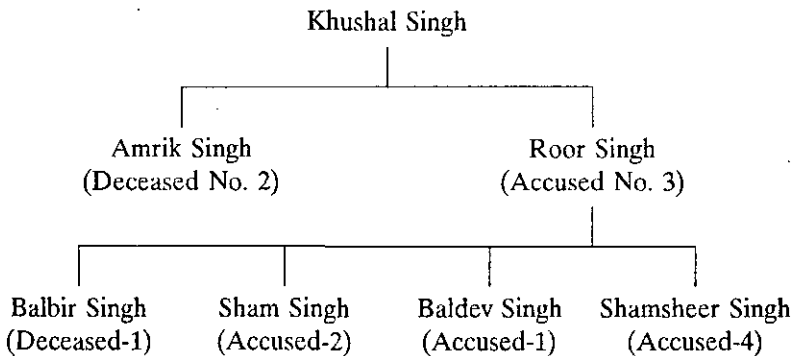 Khushal Singh
Amrik Singh Roor Singh
(Deceased No. 2) (Accused No. 3)
Balbir Singh Sham Singh Baldev Singh Shamsheer Singh
(Deceased-1) (Accused-2) (Accused-1) (Accused-4)